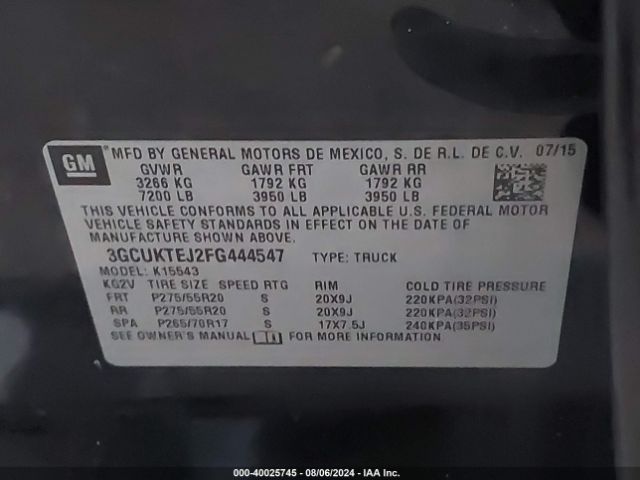 GM
MFD BY GENERAL MOTORS DE MEXICO, S. DE R.L. DE C.V. 07/15
GVWR GAWR FRT GAWR RR
3266 KG 1792 KG 1792 KG
7200 LB 3950 LB 3950 LB
THIS VEHICLE CONFORMS TO ALL APPLICABLE U.S. FEDERAL MOTOR
VEHICLE SAFETY STANDARDS IN EFFECT ON THE DATE OF
MANUFACTURE SHOWN ABOVE.
3GCUKTEJ2FG444547 TYPE: TRUCK
MODEL: K15543
KG2V TIRE SIZE SPEED RTG RIM COLD TIRE PRESSURE
FRT P275/55R20 S 20X9J 220KPA(32PSI)
RR P275/55R20 S 20X9J 220KPA(32PSI)
SPA P265/70R17 S 17X7.5J 240KPA(35PSI)
SEE OWNER'S MANUAL FOR MORE INFORMATION
000-40025745 - 08/06/2024 - IAA Inc.